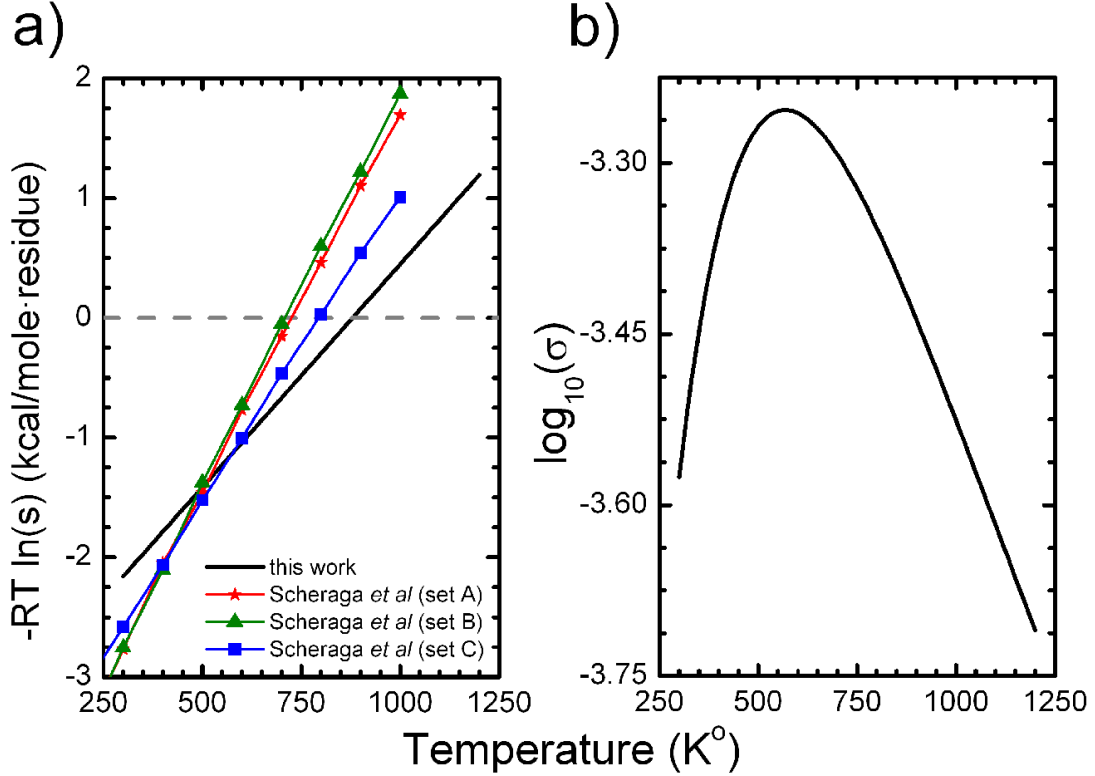 a)
b)
-RT ln(s) (kcal/mole·residue)
2
1
0
-1
-2
-3
this work
Scheraga et al (set A)
Scheraga et al (set B)
Scheraga et al (set C)
250 500 750 1000 1250
log10(σ)
-3.30
-3.45
-3.60
-3.75
250 500 750 1000 1250
Temperature (K°)